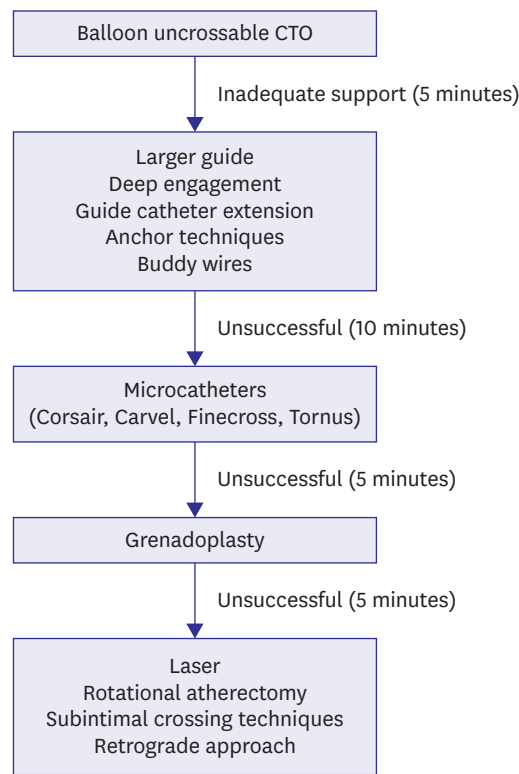 Balloon uncrossable CTO
Inadequate support (5 minutes)
Larger guide
Deep engagement
Guide catheter extension
Anchor techniques
Buddy wires
Unsuccessful (10 minutes)
Microcatheters
(Corsair, Carvel, Finecross, Tornus)
Unsuccessful (5 minutes)
Grenadoplasty
Unsuccessful (5 minutes)
Laser
Rotational atherectomy
Subintimal crossing techniques
Retrograde approach